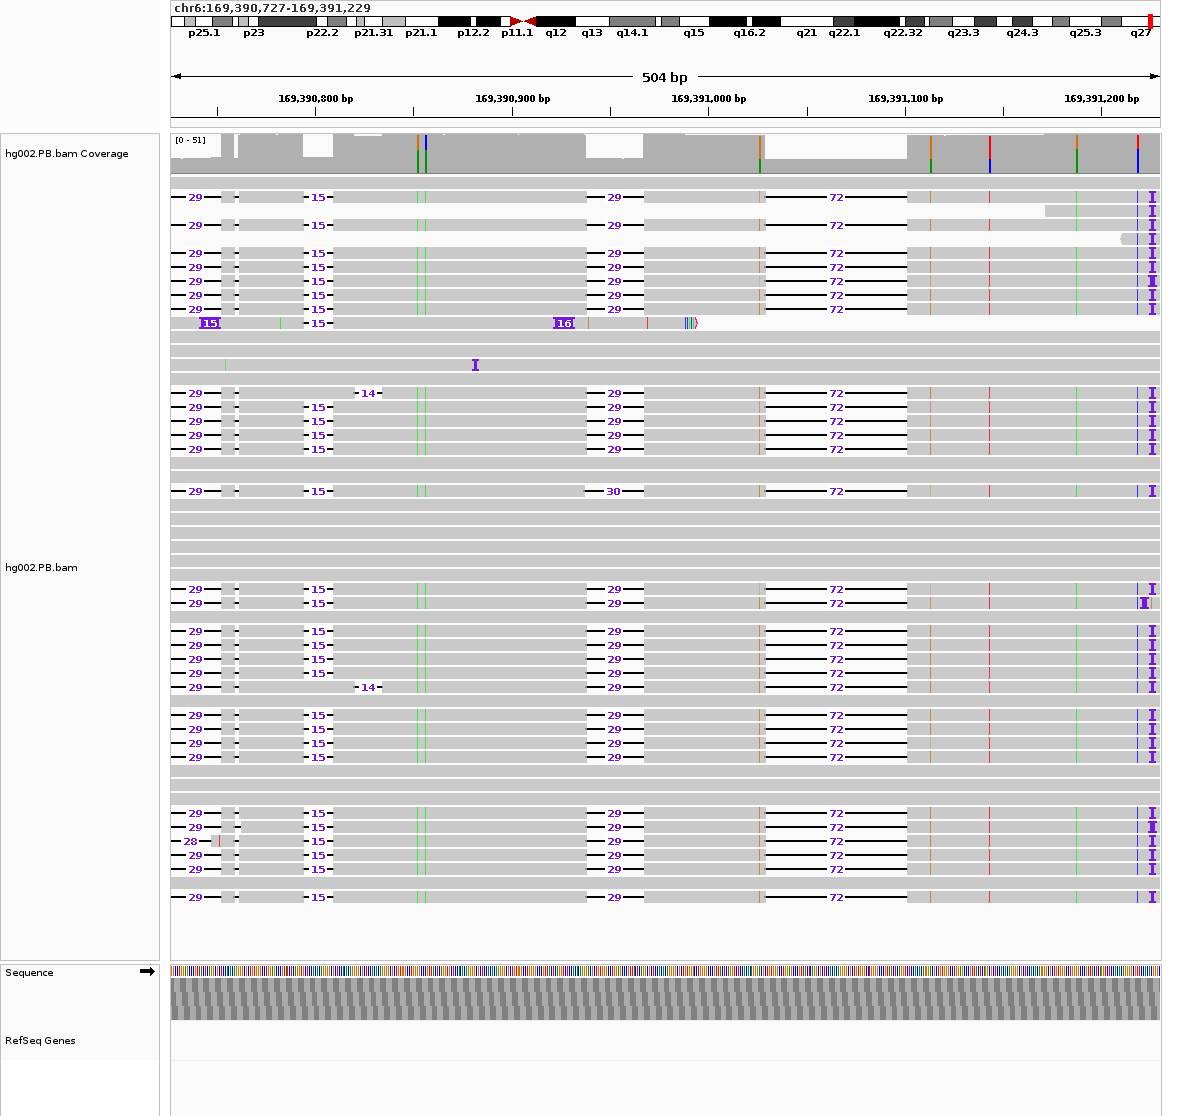 chr6:169,390,727-169,391,229
p25.1 p23 p22.2 p21.31 p21.1 p12.2 p11.1 q12 q13 q14.1 q15 q16.2 q21 q22.1 q22.32 q23.3 q24.3 q25.3 q27
504 bp
169,390,800 bp 169,390,900 bp 169,391,000 bp 169,391,100 bp 169,391,200 bp
[0 - 51]
hg002.PB.bam Coverage
29 15 29 72
29 15 29 72
29 15 29 72
29 15 29 72
29 15 29 72
29 15 29 72
29 15 29 72
15 15 16
29 14 29 72
29 15 29 72
29 15 29 72
29 15 29 72
29 15 29 72
29 15 30 72
hg002.PB.bam
29 15 29 72
29 15 29 72
29 15 29 72
29 15 29 72
29 15 29 72
29 15 29 72
29 14 29 72
29 15 29 72
29 15 29 72
29 15 29 72
29 15 29 72
29 15 29 72
29 15 29 72
28 15 29 72
29 15 29 72
29 15 29 72
29 15 29 72
Sequence
RefSeq Genes